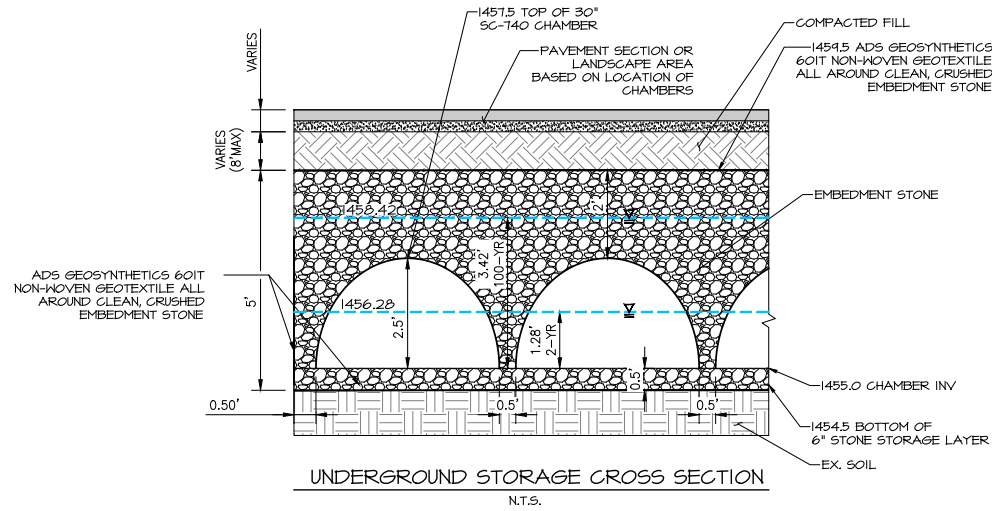 1457.5 TOP OF 30"
SC-740 CHAMBER
COMPACTED FILL
PAVEMENT SECTION OR
LANDSCAPE AREA
BASED ON LOCATION OF
CHAMBERS
1459.5 ADS GEOSYNTHETICS
601T NON-WOVEN GEOTEXTILE
ALL AROUND CLEAN, CRUSHED
EMBEDMENT STONE
VARIES
VARIES
(8'MAX)
EMBEDMENT STONE
2'
1458.42
3.42'
100-YR
ADS GEOSYNTHETICS 601T
NON-WOVEN GEOTEXTILE ALL
AROUND CLEAN, CRUSHED
EMBEDMENT STONE
5'
1456.28
2.5'
1.28'
2-YR
0.5'
1455.0 CHAMBER INV
0.50'
0.5'
0.5'
1454.5 BOTTOM OF
6" STONE STORAGE LAYER
EX. SOIL
UNDERGROUND STORAGE CROSS SECTION
N.T.S.